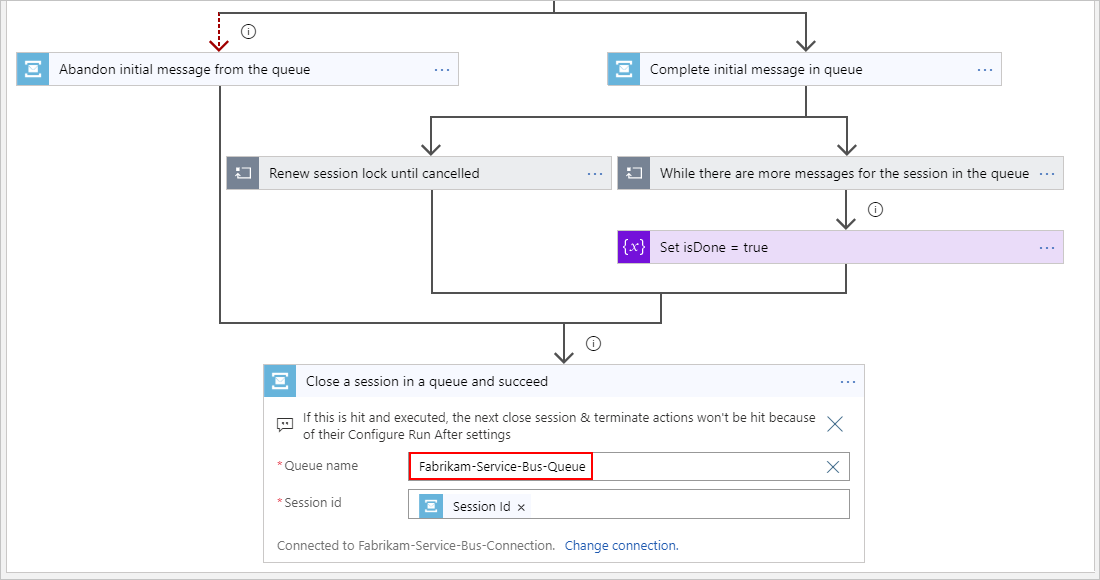 Abandon initial message from the queue
Complete initial message in queue
Renew session lock until cancelled
While there are more messages for the session in the queue
{x} Set isDone = true
Close a session in a queue and succeed
If this is hit and executed, the next close session & terminate actions won't be hit because
of their Configure Run After settings
*Queue name
Fabrikam-Service-Bus-Queue
*Session id
Session Id ×
Connected to Fabrikam-Service-Bus-Connection. Change connection.